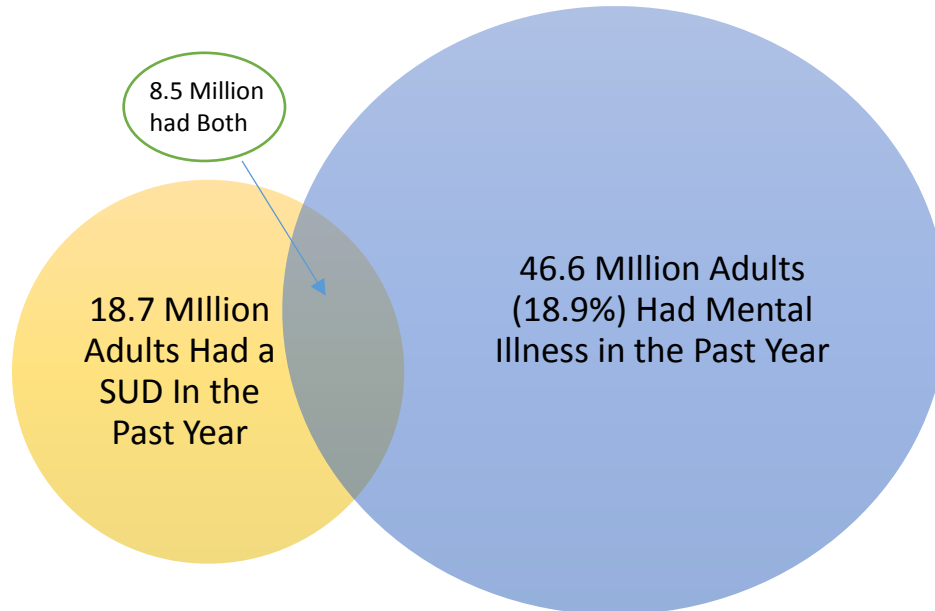 8.5 Million
had Both
18.7 MIllion
Adults Had a
SUD In the
Past Year
46.6 MIllion Adults
(18.9%) Had Mental
Illness in the Past Year